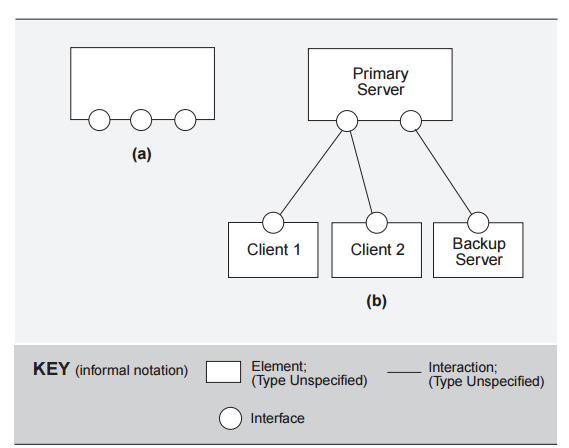 Primary
Server
(a)
Client 1
Client 2
Backup
Server
(b)
KEY (informal notation)
Element;
(Type Unspecified)
Interaction;
(Type Unspecified)
Interface